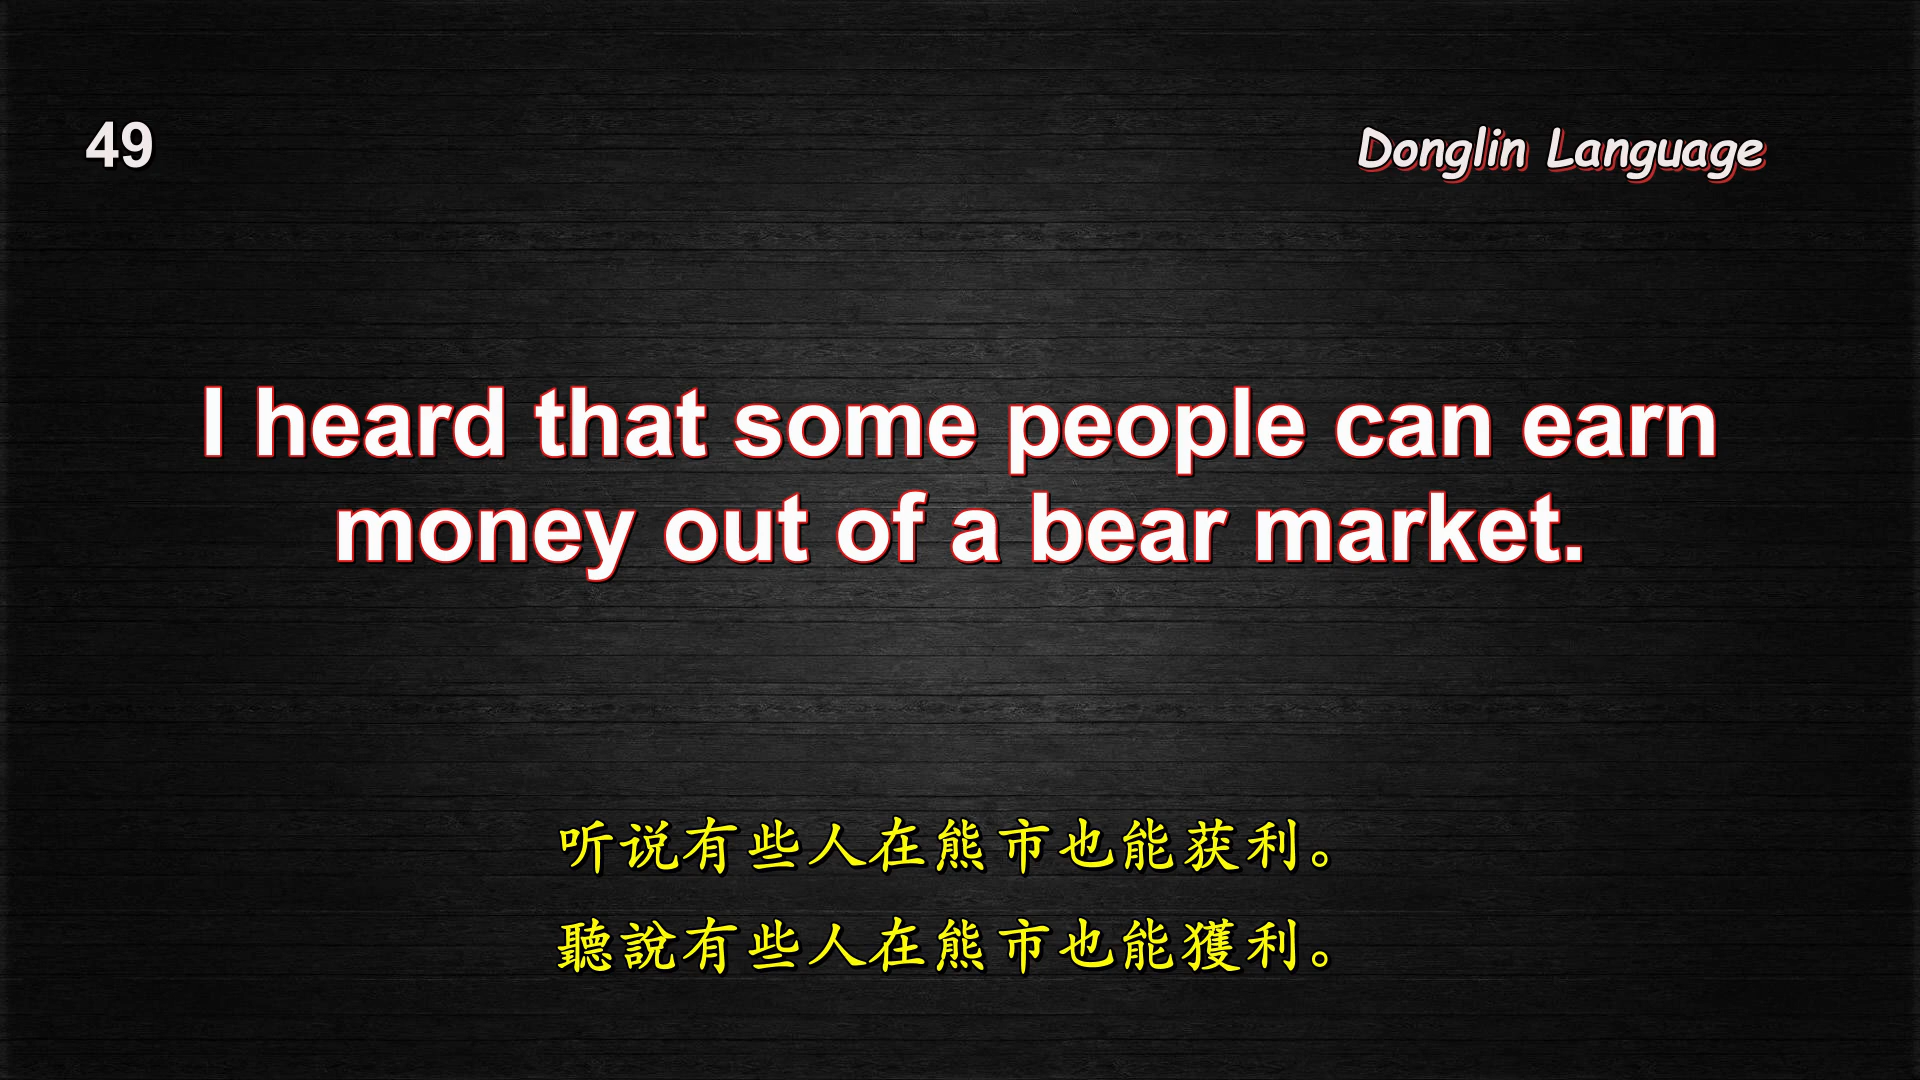 49
Donglin Language
I heard that some people can earn
money out of a bear market.
听说有些人在熊市也能获利。
聽說有些人在熊市也能獲利。